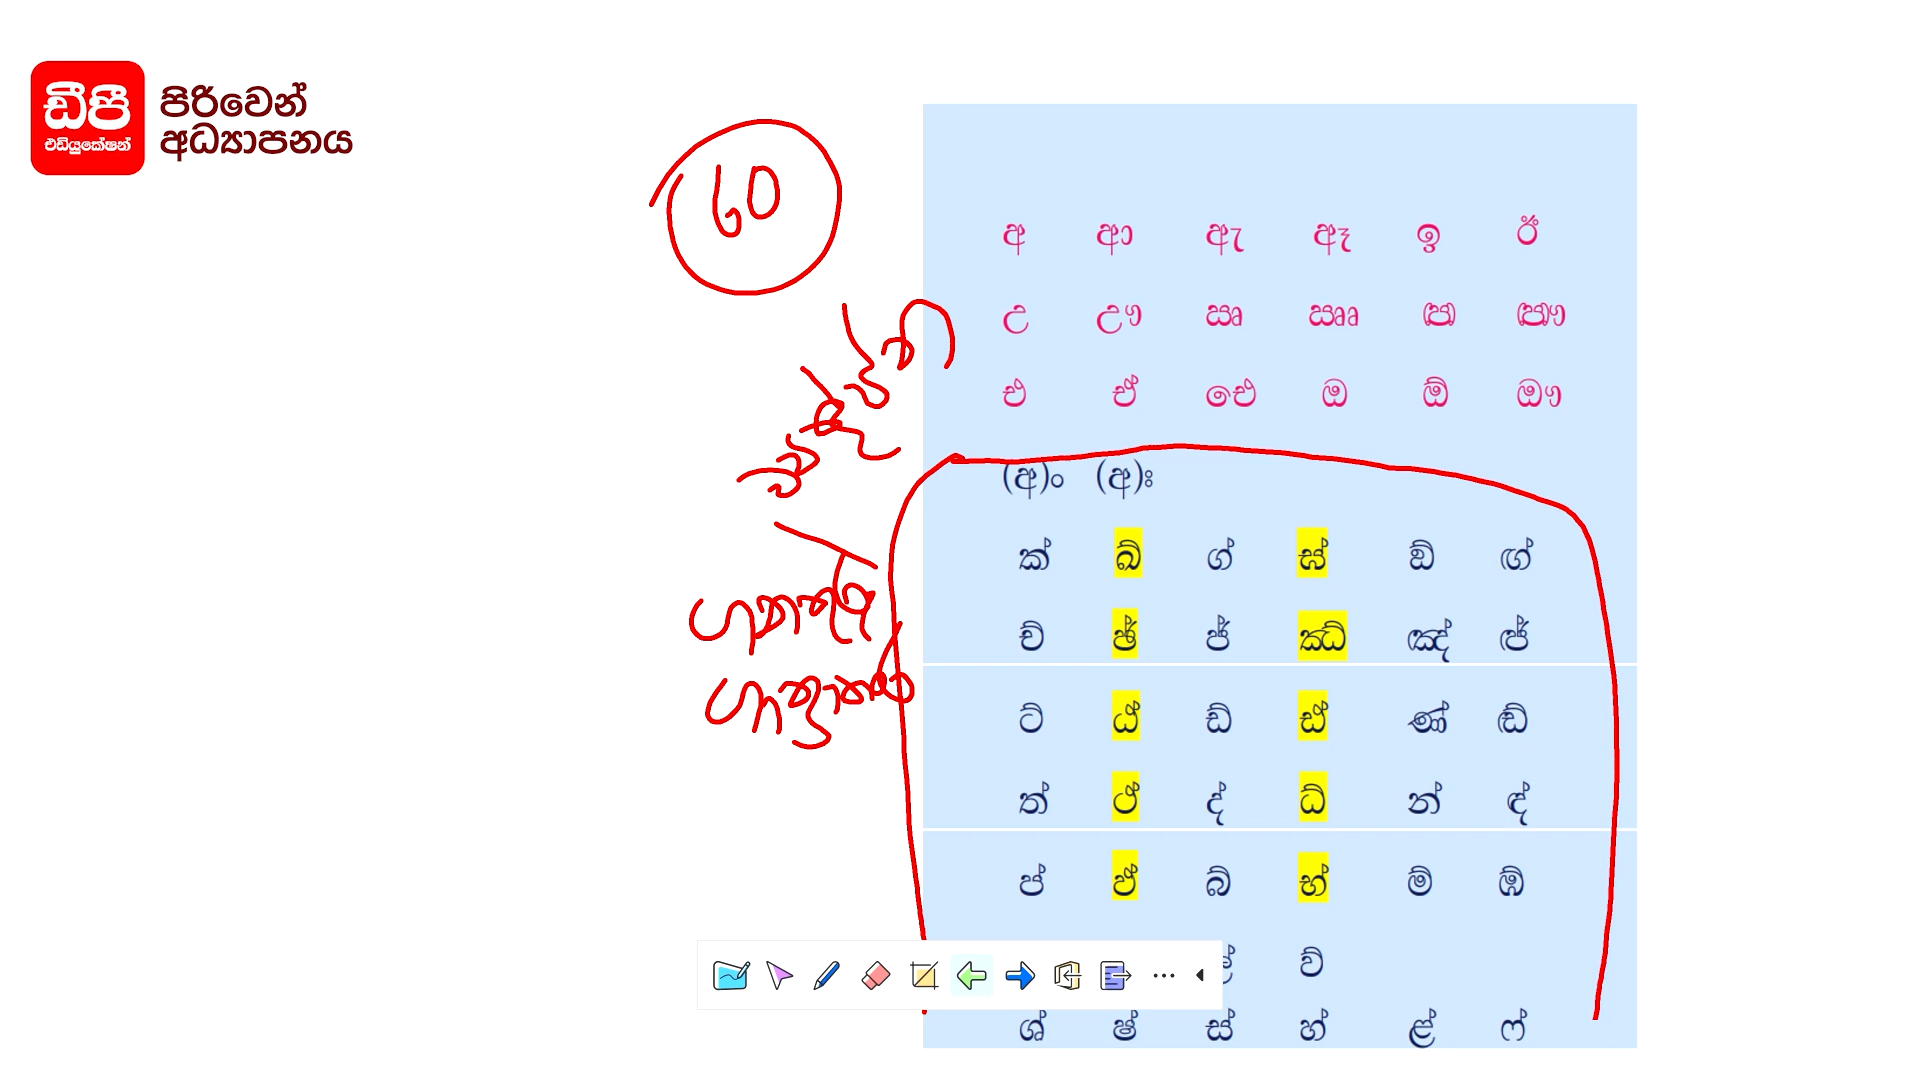 ඩීපී
එඩියුකේෂන්
පිරිවෙන්
අධ්‍යාපනය
60
අ ආ ඇ ඈ ඉ ඊ
උ ඌ ඍ ඎ ඏ ඐ
එ ඒ ඓ ඔ ඕ ඖ
(අ)ං (අ)ඃ
ක් ඛ් ග් ඝ් ඞ් ඟ්
ච් ඡ් ජ් ඣ් ඤ් ඦ්
ට් ඨ් ඩ් ඪ් ණ් ඬ්
ත් ථ් ද් ධ් න් ඳ්
ප් ඵ් බ් භ් ම් ඹ්
ව්
ශ් ෂ් ස් හ් ළ් ෆ්